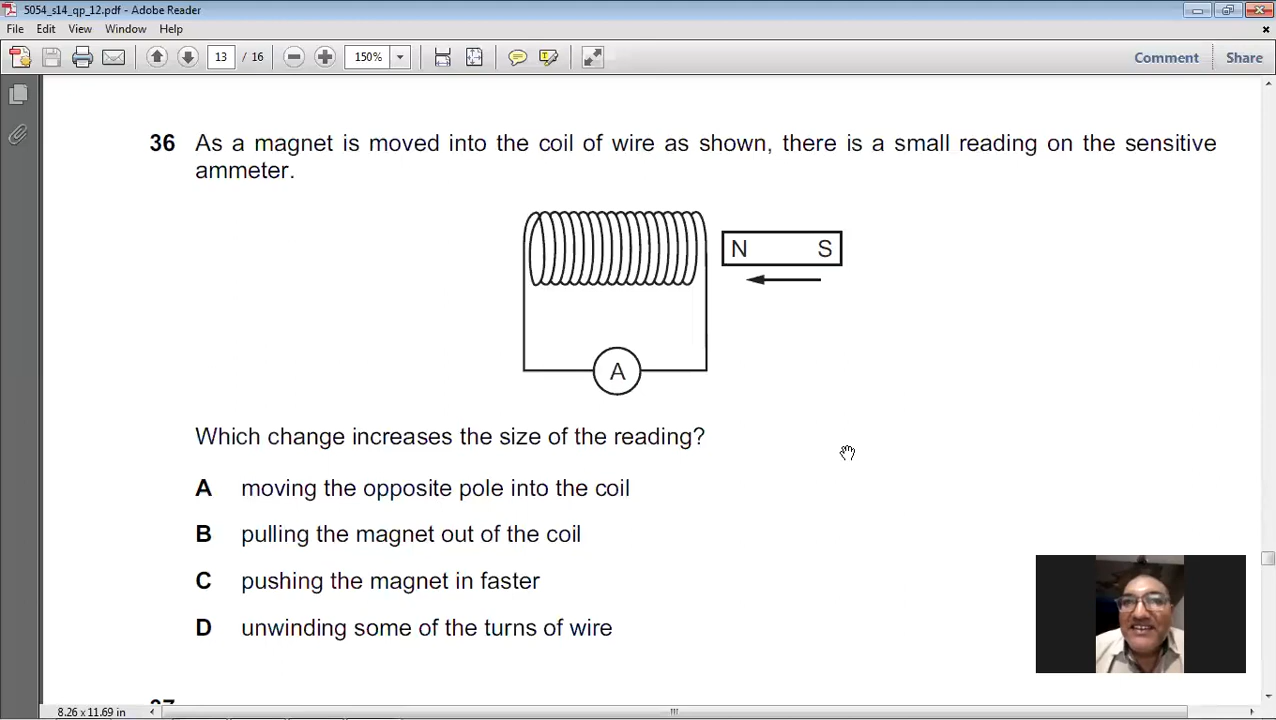 5054_s14_qp_12.pdf - Adobe Reader
File Edit View Window Help
13 / 16 150% Comment Share
36 As a magnet is moved into the coil of wire as shown, there is a small reading on the sensitive
ammeter.
N S
A
Which change increases the size of the reading?
A moving the opposite pole into the coil
B pulling the magnet out of the coil
C pushing the magnet in faster
D unwinding some of the turns of wire
8.26 x 11.69 in